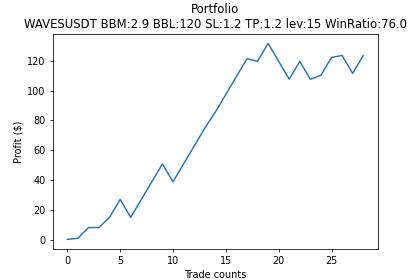 Portfolio
WAVESUSDT BBM:2.9 BBL:120 SL:1.2 TP:1.2 lev:15 WinRatio:76.0
120
100
80
60
40
20
0
Profit ($)
0 5 10 15 20 25
Trade counts